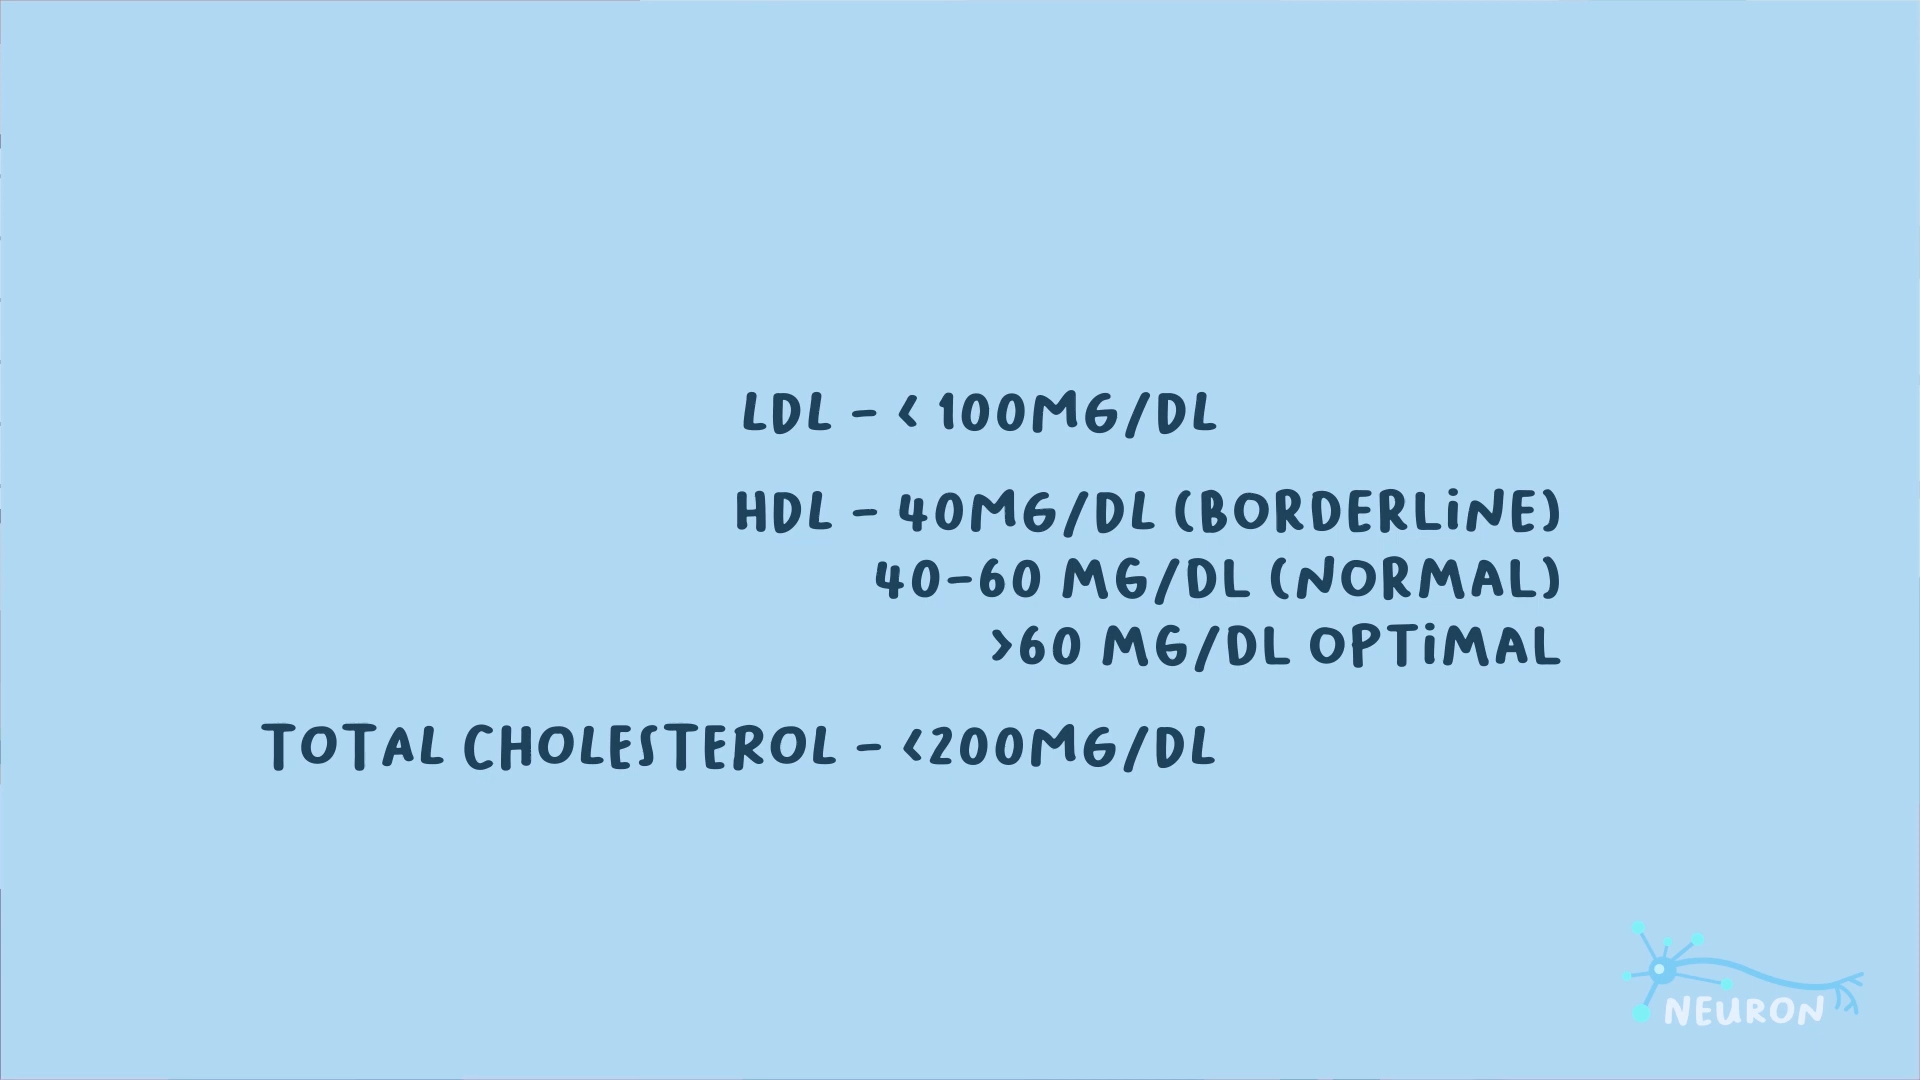 LDL - < 100MG/DL
HDL - 40MG/DL (BORDERLINE)
40-60 MG/DL (NORMAL)
>60 MG/DL OPTIMAL
TOTAL CHOLESTEROL - <200MG/DL
NEURON